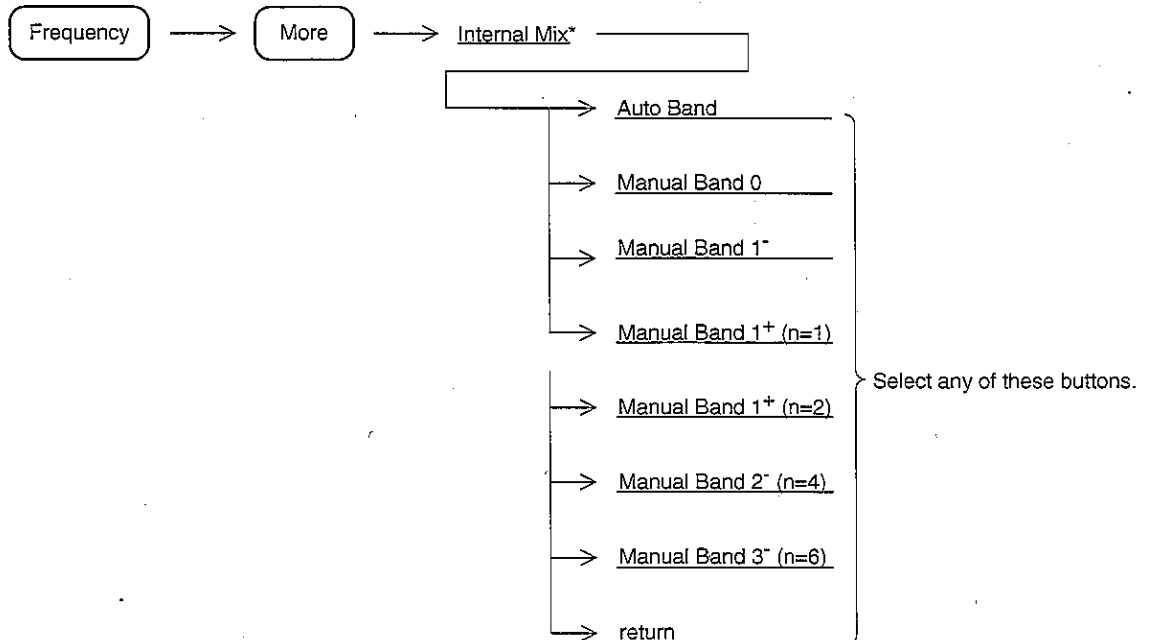 Frequency More Internal Mix*
Auto Band
Manual Band 0
Manual Band 1⁻
Manual Band 1⁺ (n=1)
Select any of these buttons.
Manual Band 1⁺ (n=2)
Manual Band 2⁻ (n=4)
Manual Band 3⁻ (n=6)
return